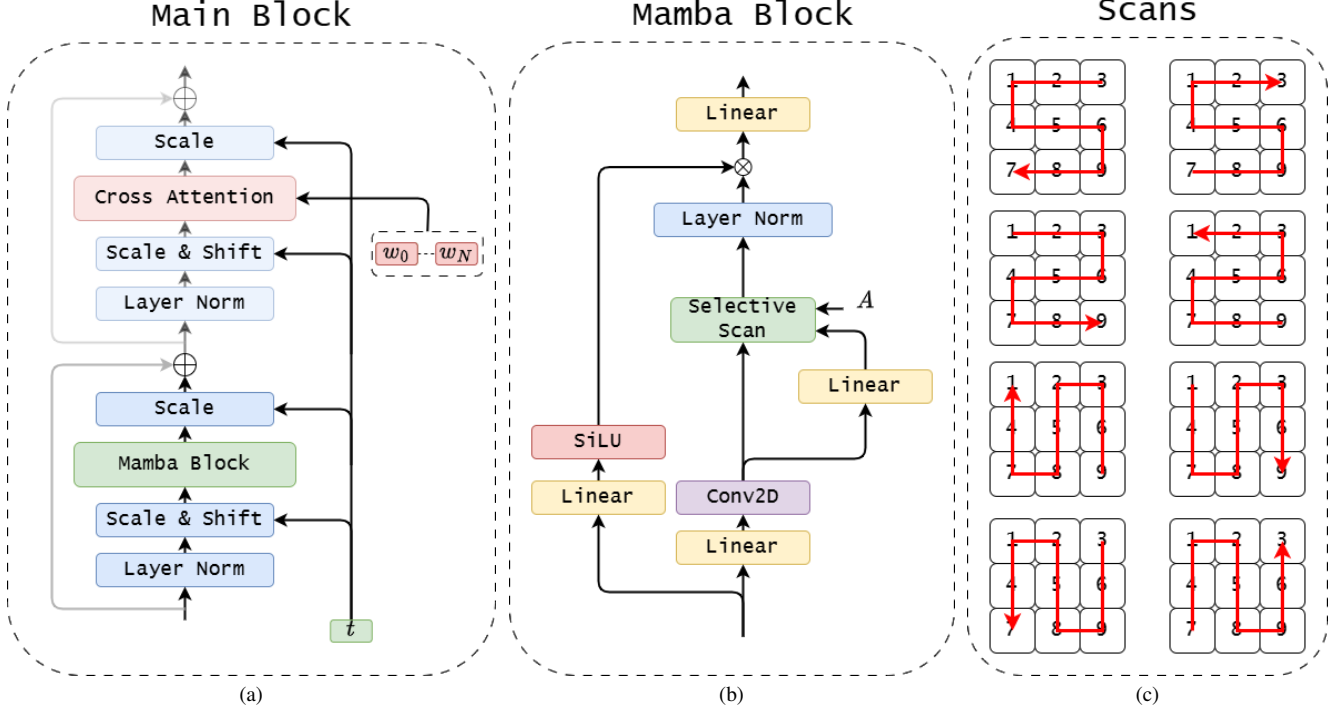 Main Block
Scale
Cross Attention
w0 wN
Scale & Shift
Layer Norm
Scale
Mamba Block
Scale & Shift
Layer Norm
t
(a)
Mamba Block
Linear
Layer Norm
Selective
Scan
A
Linear
SiLU
Linear
Conv2D
Linear
(b)
Scans
1 2 3
4 5 6
7 8 9
1 2 3
4 5 6
7 8 9
1 2 3
4 5 6
7 8 9
1 2 3
4 5 6
7 8 9
1 2 3
4 5 6
7 8 9
1 2 3
4 5 6
7 8 9
1 2 3
4 5 6
7 8 9
1 2 3
4 5 6
7 8 9
(c)